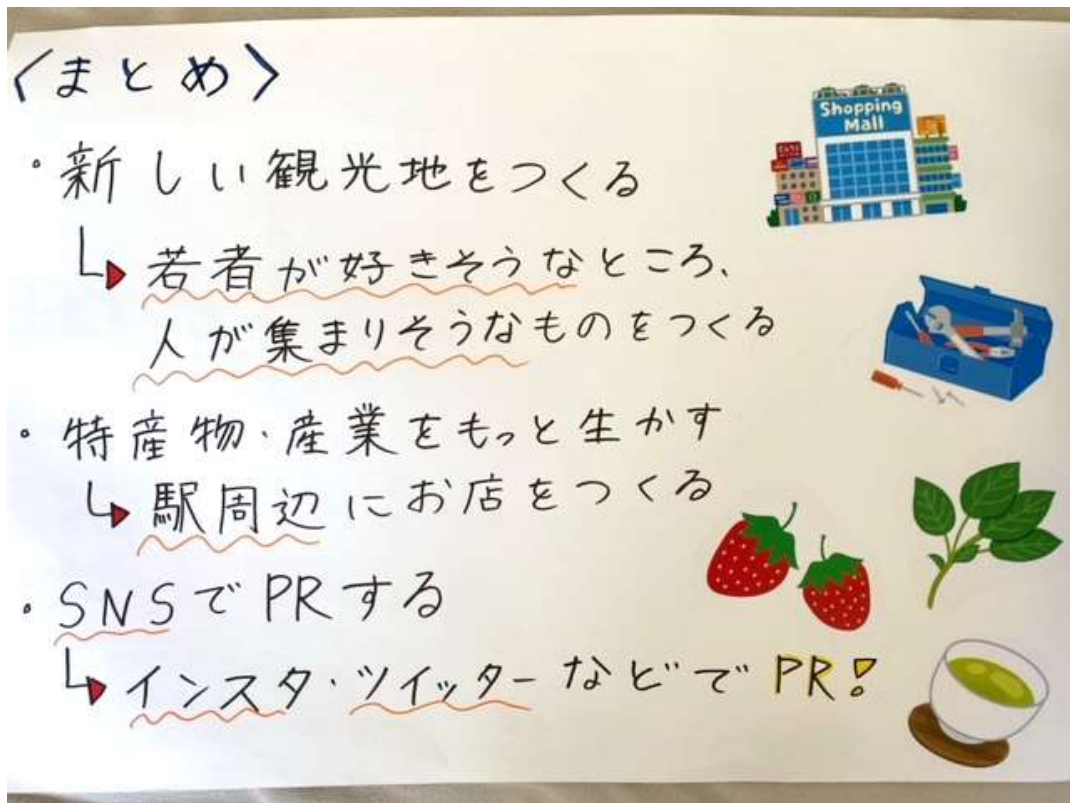 〈まとめ〉
・新しい観光地をつくる
若者が好きそうなところ、
人が集まりそうなものをつくる
・特産物・産業をもっと生かす
駅周辺にお店をつくる
・SNSでPRする
インスタ・ツイッターなどでPR!
Shopping
Mall